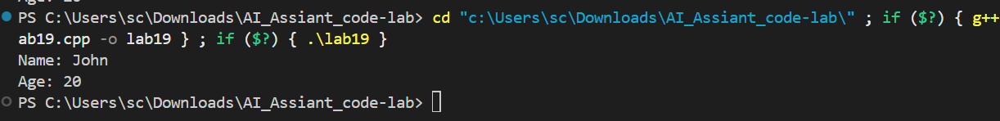 PS C:\Users\sc\Downloads\AI_Assiant_code-lab> cd "c:\Users\sc\Downloads\AI_Assiant_code-lab\" ; if ($?) { g++
ab19.cpp -o lab19 } ; if ($?) { .\lab19 }
Name: John
Age: 20
PS C:\Users\sc\Downloads\AI_Assiant_code-lab>